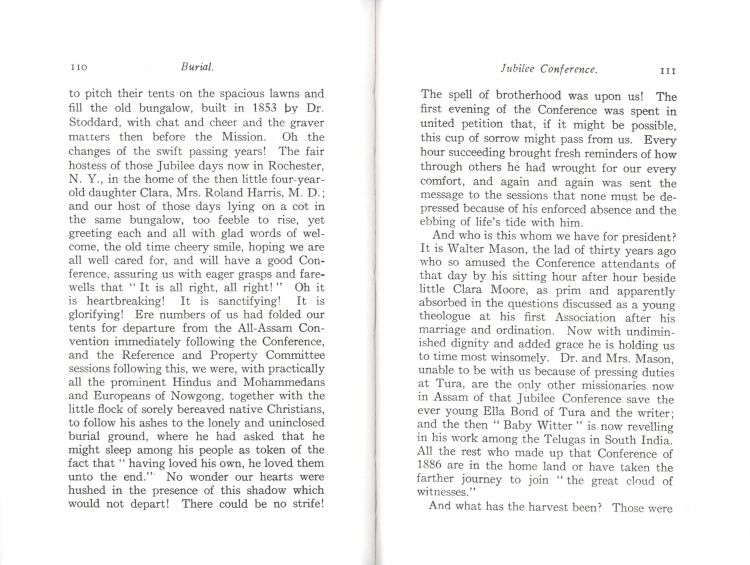 110 Burial.
to pitch their tents on the spacious lawns and
fill the old bungalow, built in 1853 by Dr.
Stoddard, with chat and cheer and the graver
matters then before the Mission. Oh the
changes of the swift passing years! The fair
hostess of those Jubilee days now in Rochester,
N. Y., in the home of the then little four-year-
old daughter Clara, Mrs. Roland Harris, M. D.;
and our host of those days lying on a cot in
the same bungalow, too feeble to rise, yet
greeting each and all with glad words of wel-
come, the old time cheery smile, hoping we are
all well cared for, and will have a good Con-
ference, assuring us with eager grasps and fare-
wells that “ It is all right, all right! ” Oh it
is heartbreaking! It is sanctifying! It is
glorifying! Ere numbers of us had folded our
tents for departure from the All-Assam Con-
vention immediately following the Conference,
and the Reference and Property Committee
sessions following this, we were, with practically
all the prominent Hindus and Mohammedans
and Europeans of Nowgong, together with the
little flock of sorely bereaved native Christians,
to follow his ashes to the lonely and uninclosed
burial ground, where he had asked that he
might sleep among his people as token of the
fact that “ having loved his own, he loved them
unto the end.” No wonder our hearts were
hushed in the presence of this shadow which
would not depart! There could be no strife!
Jubilee Conference. 111
The spell of brotherhood was upon us! The
first evening of the Conference was spent in
united petition that, if it might be possible,
this cup of sorrow might pass from us. Every
hour succeeding brought fresh reminders of how
through others he had wrought for our every
comfort, and again and again was sent the
message to the sessions that none must be de-
pressed because of his enforced absence and the
ebbing of life's tide with him.
And who is this whom we have for president?
It is Walter Mason, the lad of thirty years ago
who so amused the Conference attendants of
that day by his sitting hour after hour beside
little Clara Moore, as prim and apparently
absorbed in the questions discussed as a young
theologue at his first Association after his
marriage and ordination. Now with undimin-
ished dignity and added grace he is holding us
to time most winsomely. Dr. and Mrs. Mason,
unable to be with us because of pressing duties
at Tura, are the only other missionaries now
in Assam of that Jubilee Conference save the
ever young Ella Bond of Tura and the writer;
and the then “ Baby Witter ” is now revelling
in his work among the Telugas in South India.
All the rest who made up that Conference of
1886 are in the home land or have taken the
farther journey to join “ the great cloud of
witnesses.”
And what has the harvest been? Those were